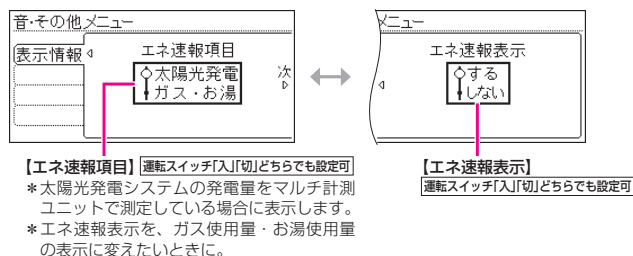 音･その他メニュー
表示情報
エネ速報項目
太陽光発電
ガス・お湯
次
メニュー
エネ速報表示
する
しない
【エネ速報項目】 運転スイッチ「入」「切」どちらでも設定可
＊太陽光発電システムの発電量をマルチ計測
ユニットで測定している場合に表示します。
＊エネ速報表示を、ガス使用量・お湯使用量
の表示に変えたいときに。
【エネ速報表示】
運転スイッチ「入」「切」どちらでも設定可